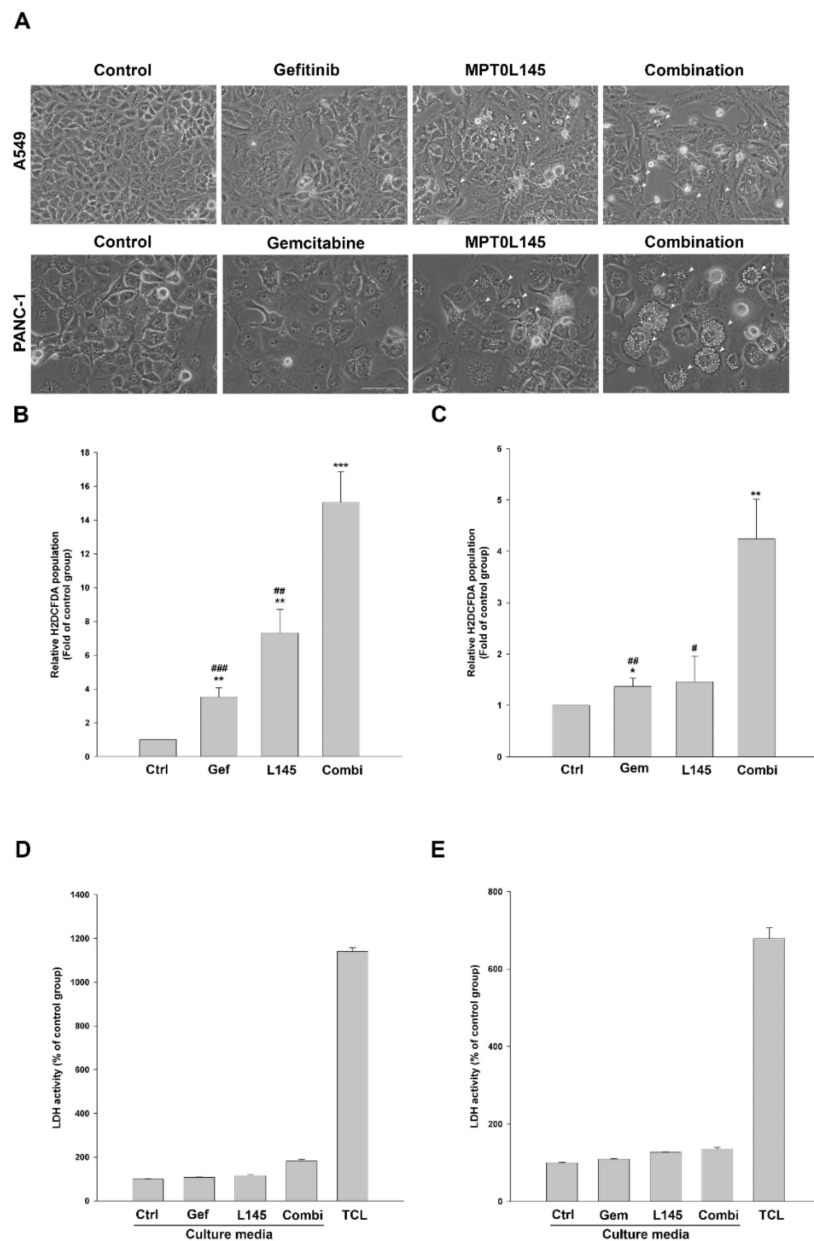 A
Control Gefitinib MPT0L145 Combination
A549
Control Gemcitabine MPT0L145 Combination
PANC-1
B
Relative H2DCFDA population
(Fold of control group)
18
16
14
12
10
8
6
4
2
0
###
**
##
**
***
Ctrl Gef L145 Combi
C
Relative H2DCFDA population
(Fold of control group)
6
5
4
3
2
1
0
##
*
#
**
Ctrl Gem L145 Combi
D
LDH activity (% of control group)
1400
1200
1000
800
600
400
200
0
Ctrl Gef L145 Combi TCL
Culture media
E
LDH activity (% of control group)
800
600
400
200
0
Ctrl Gem L145 Combi TCL
Culture media